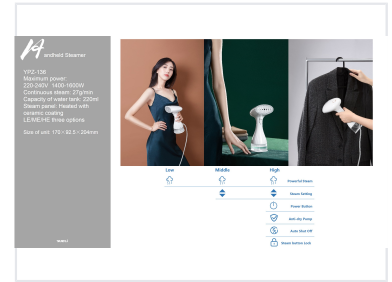 Handheld Steamer
YPZ-136
Maximum power:
220-240V 1400-1600W
Continuous steam: 27g/min
Capacity of water tank: 220ml
Steam panel: Heated with
ceramic coating
LE/ME/HE three options
Low Middle High
Powerful Steam
Steam Setting
Power Button
Anti-dry Pump
Auto Shut Off
Steam button Lock